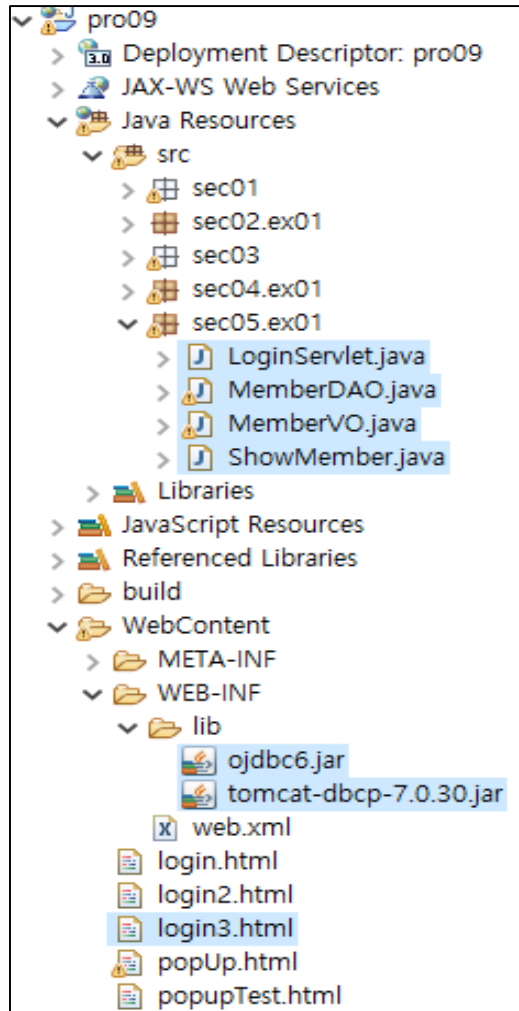 pro09
3.0 Deployment Descriptor: pro09
JAX-WS Web Services
Java Resources
src
sec01
sec02.ex01
sec03
sec04.ex01
sec05.ex01
J LoginServlet.java
J MemberDAO.java
J MemberVO.java
J ShowMember.java
Libraries
JavaScript Resources
Referenced Libraries
build
WebContent
META-INF
WEB-INF
lib
ojdbc6.jar
tomcat-dbcp-7.0.30.jar
X web.xml
login.html
login2.html
login3.html
popUp.html
popupTest.html